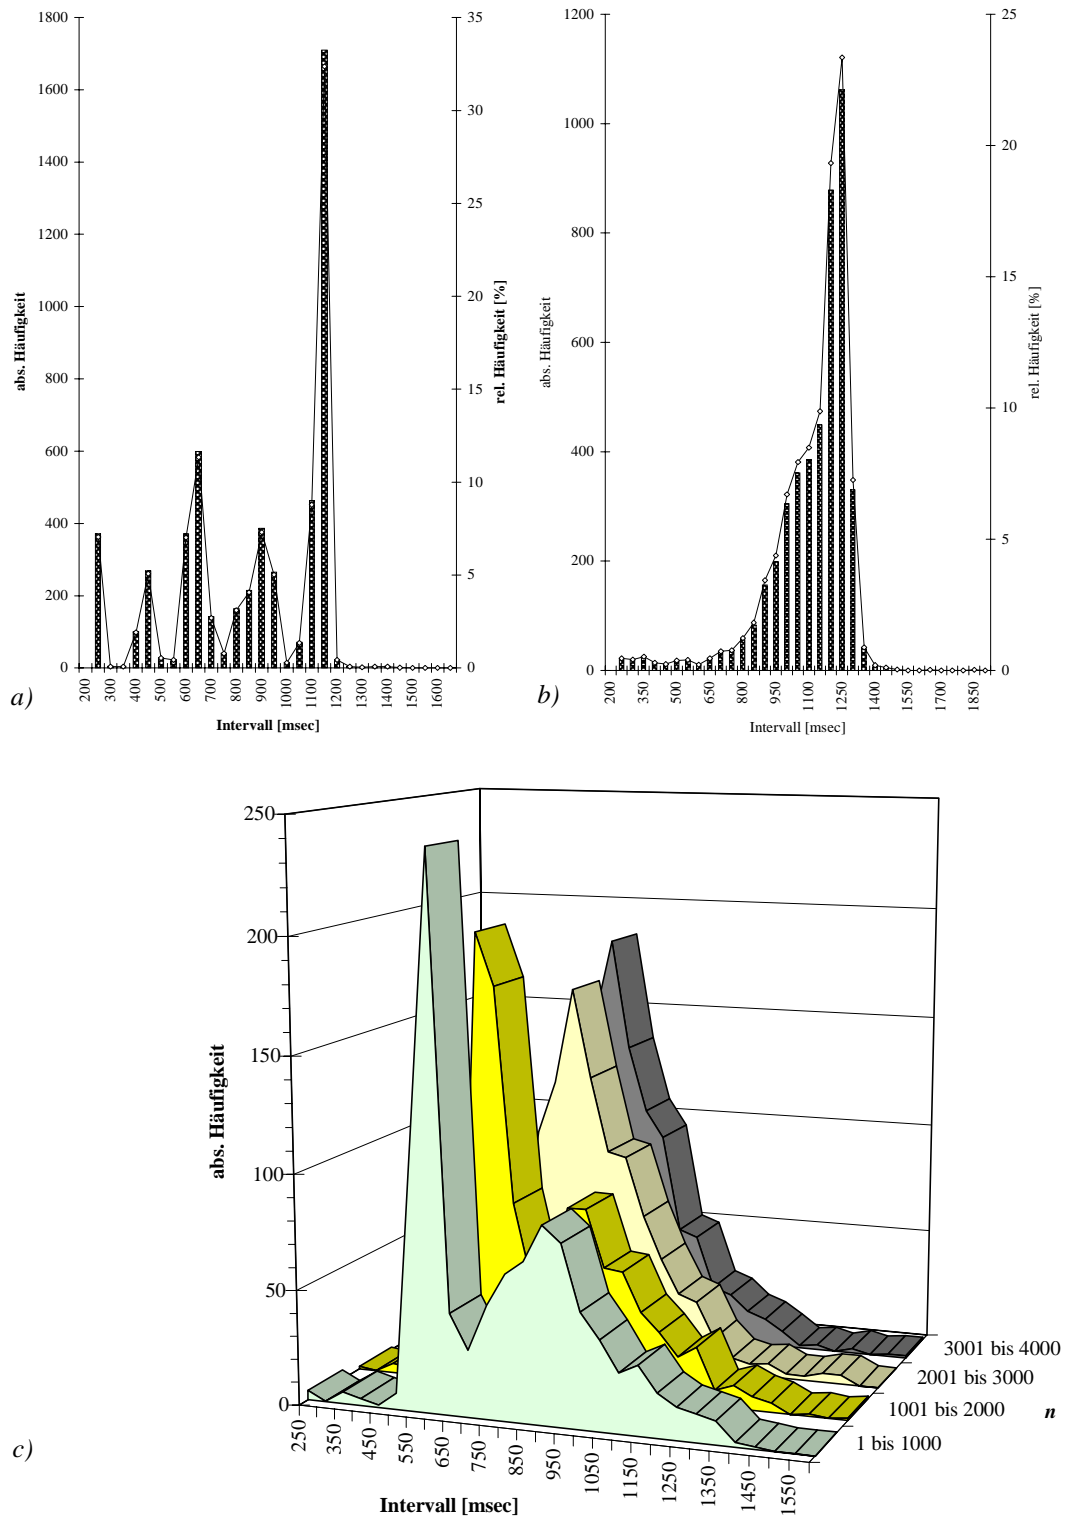 1800
1600
1400
1200
1000
800
600
400
200
0
abs. Häufigkeit
35
30
25
20
15
10
5
0
rel. Häufigkeit [%]
200 300 400 500 600 700 800 900 1000 1100 1200 1300 1400 1500 1600
Intervall [msec]
a)
1200
1000
800
600
400
200
0
abs. Häufigkeit
25
20
15
10
5
0
rel. Häufigkeit [%]
200 350 500 650 800 950 1100 1250 1400 1550 1700 1850
Intervall [msec]
b)
250
200
150
100
50
0
abs. Häufigkeit
250 350 450 550 650 750 850 950 1050 1150 1250 1350 1450 1550
Intervall [msec]
3001 bis 4000
2001 bis 3000
1001 bis 2000
1 bis 1000
n
c)